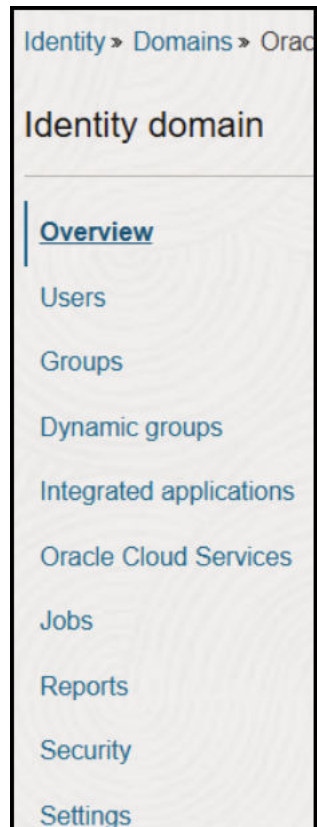 Identity » Domains » Orac
Identity domain
Overview
Users
Groups
Dynamic groups
Integrated applications
Oracle Cloud Services
Jobs
Reports
Security
Settings